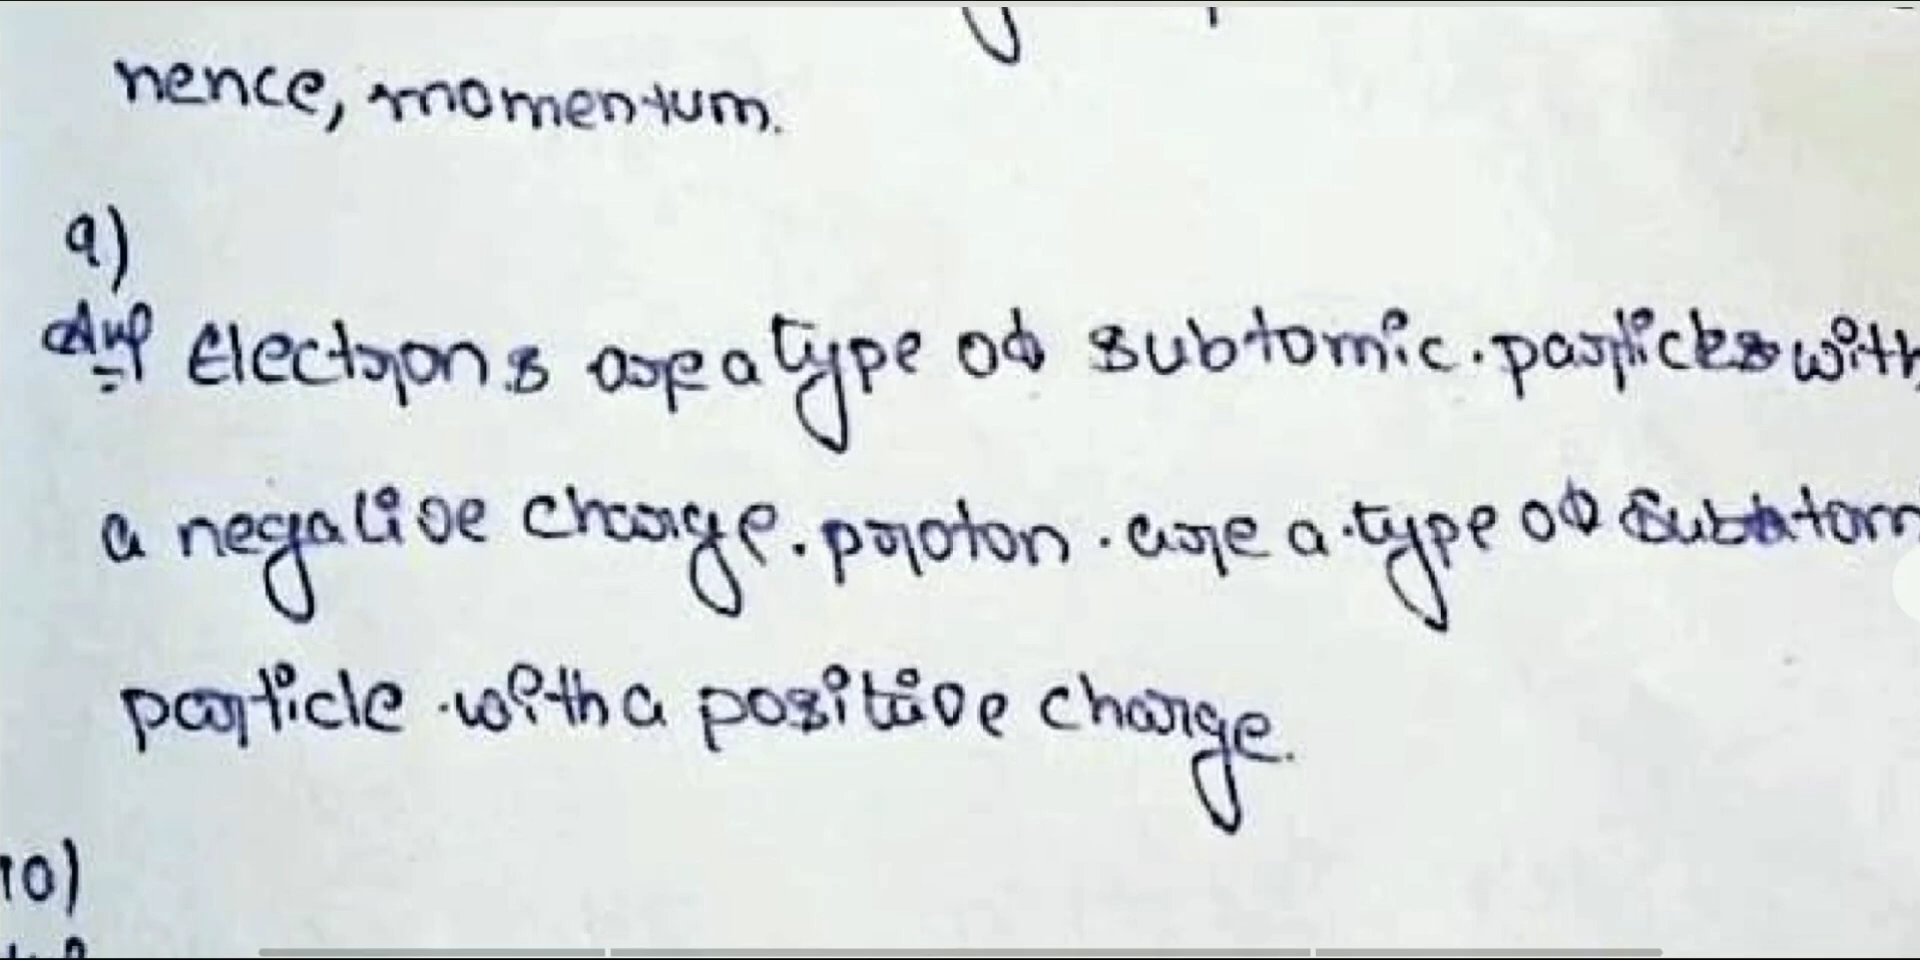 hence, momentum.
9)
Ans Electrons are a type of subtomic. particles with
a negative charge. proton. are a type of subatom
particle with a positive charge.
10)